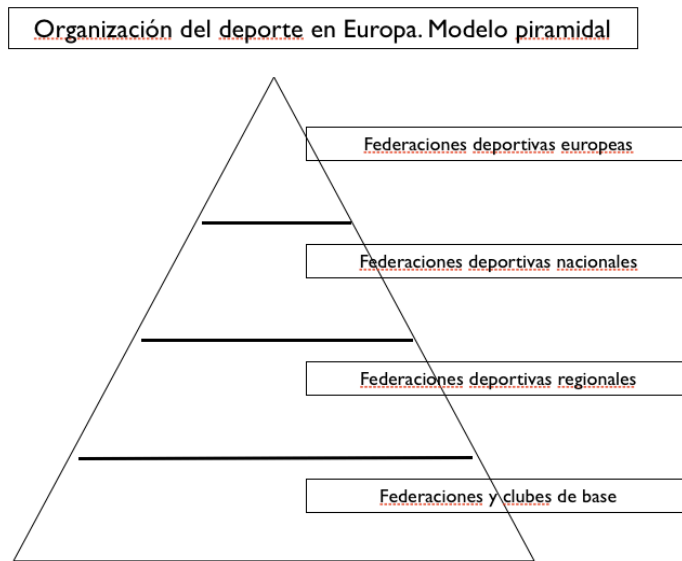 Organización del deporte en Europa. Modelo piramidal
Federaciones deportivas europeas
Federaciones deportivas nacionales
Federaciones deportivas regionales
Federaciones y clubes de base